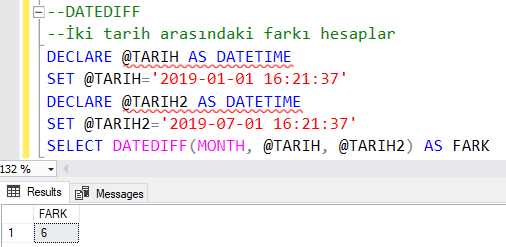 --DATEDIFF
--İki tarih arasındaki farkı hesaplar
DECLARE @TARIH AS DATETIME
SET @TARIH='2019-01-01 16:21:37'
DECLARE @TARIH2 AS DATETIME
SET @TARIH2='2019-07-01 16:21:37'
SELECT DATEDIFF(MONTH, @TARIH, @TARIH2) AS FARK
132 %
Results Messages
FARK
1 6